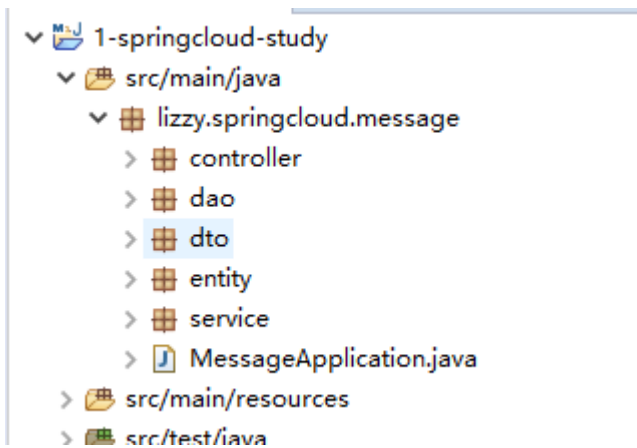 1-springcloud-study
src/main/java
lizzy.springcloud.message
controller
dao
dto
entity
service
MessageApplication.java
src/main/resources
src/test/java